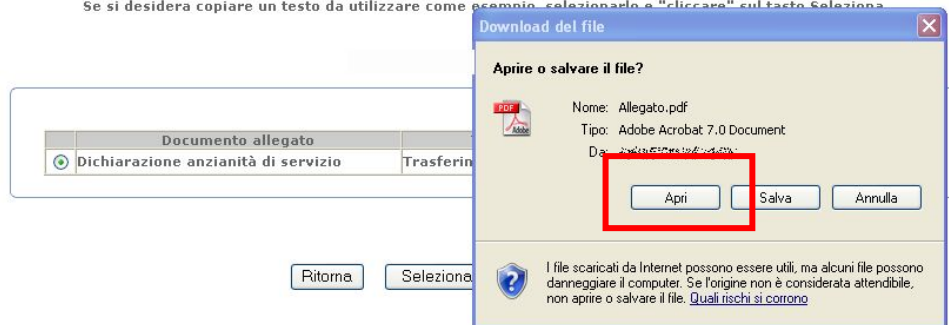 Se si desidera copiare un testo da utilizzare come esempio, selezionarlo e "cliccare" sul tasto Seleziona
Download del file
Aprire o salvare il file?
PDF
Adobe
Nome: Allegato.pdf
Tipo: Adobe Acrobat 7.0 Document
Da:
Apri Salva Annulla
I file scaricati da Internet possono essere utili, ma alcuni file possono
danneggiare il computer. Se l'origine non è considerata attendibile,
non aprire o salvare il file. Quali rischi si corrono
Documento allegato
Dichiarazione anzianità di servizio
Ritorna Seleziona